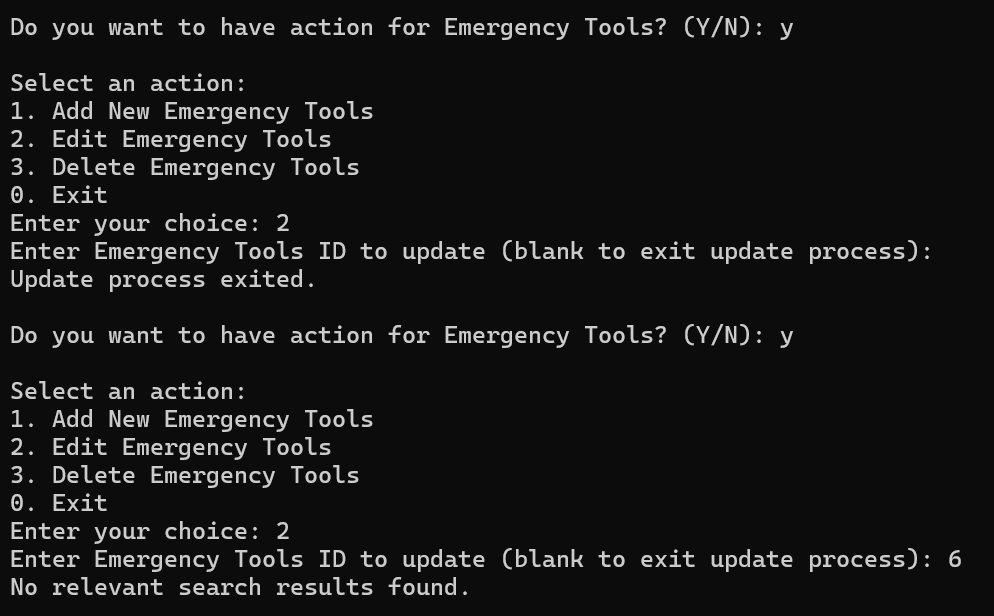 Do you want to have action for Emergency Tools? (Y/N): y
Select an action:
1. Add New Emergency Tools
2. Edit Emergency Tools
3. Delete Emergency Tools
0. Exit
Enter your choice: 2
Enter Emergency Tools ID to update (blank to exit update process):
Update process exited.
Do you want to have action for Emergency Tools? (Y/N): y
Select an action:
1. Add New Emergency Tools
2. Edit Emergency Tools
3. Delete Emergency Tools
0. Exit
Enter your choice: 2
Enter Emergency Tools ID to update (blank to exit update process): 6
No relevant search results found.